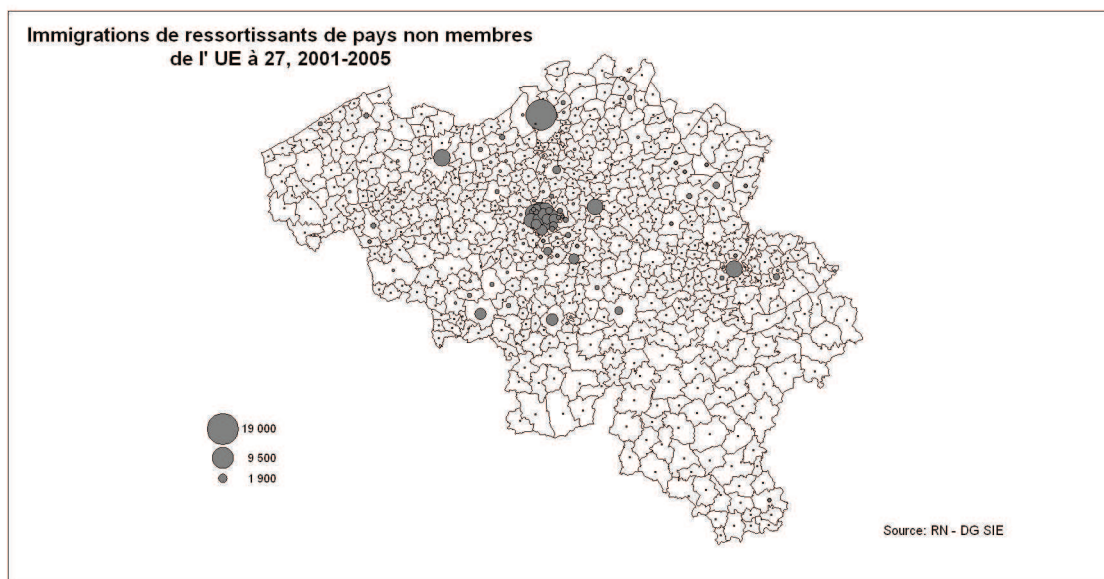 Immigrations de ressortissants de pays non membres
de l' UE à 27, 2001-2005
19 000
9 500
1 900
Source: RN - DG SIE